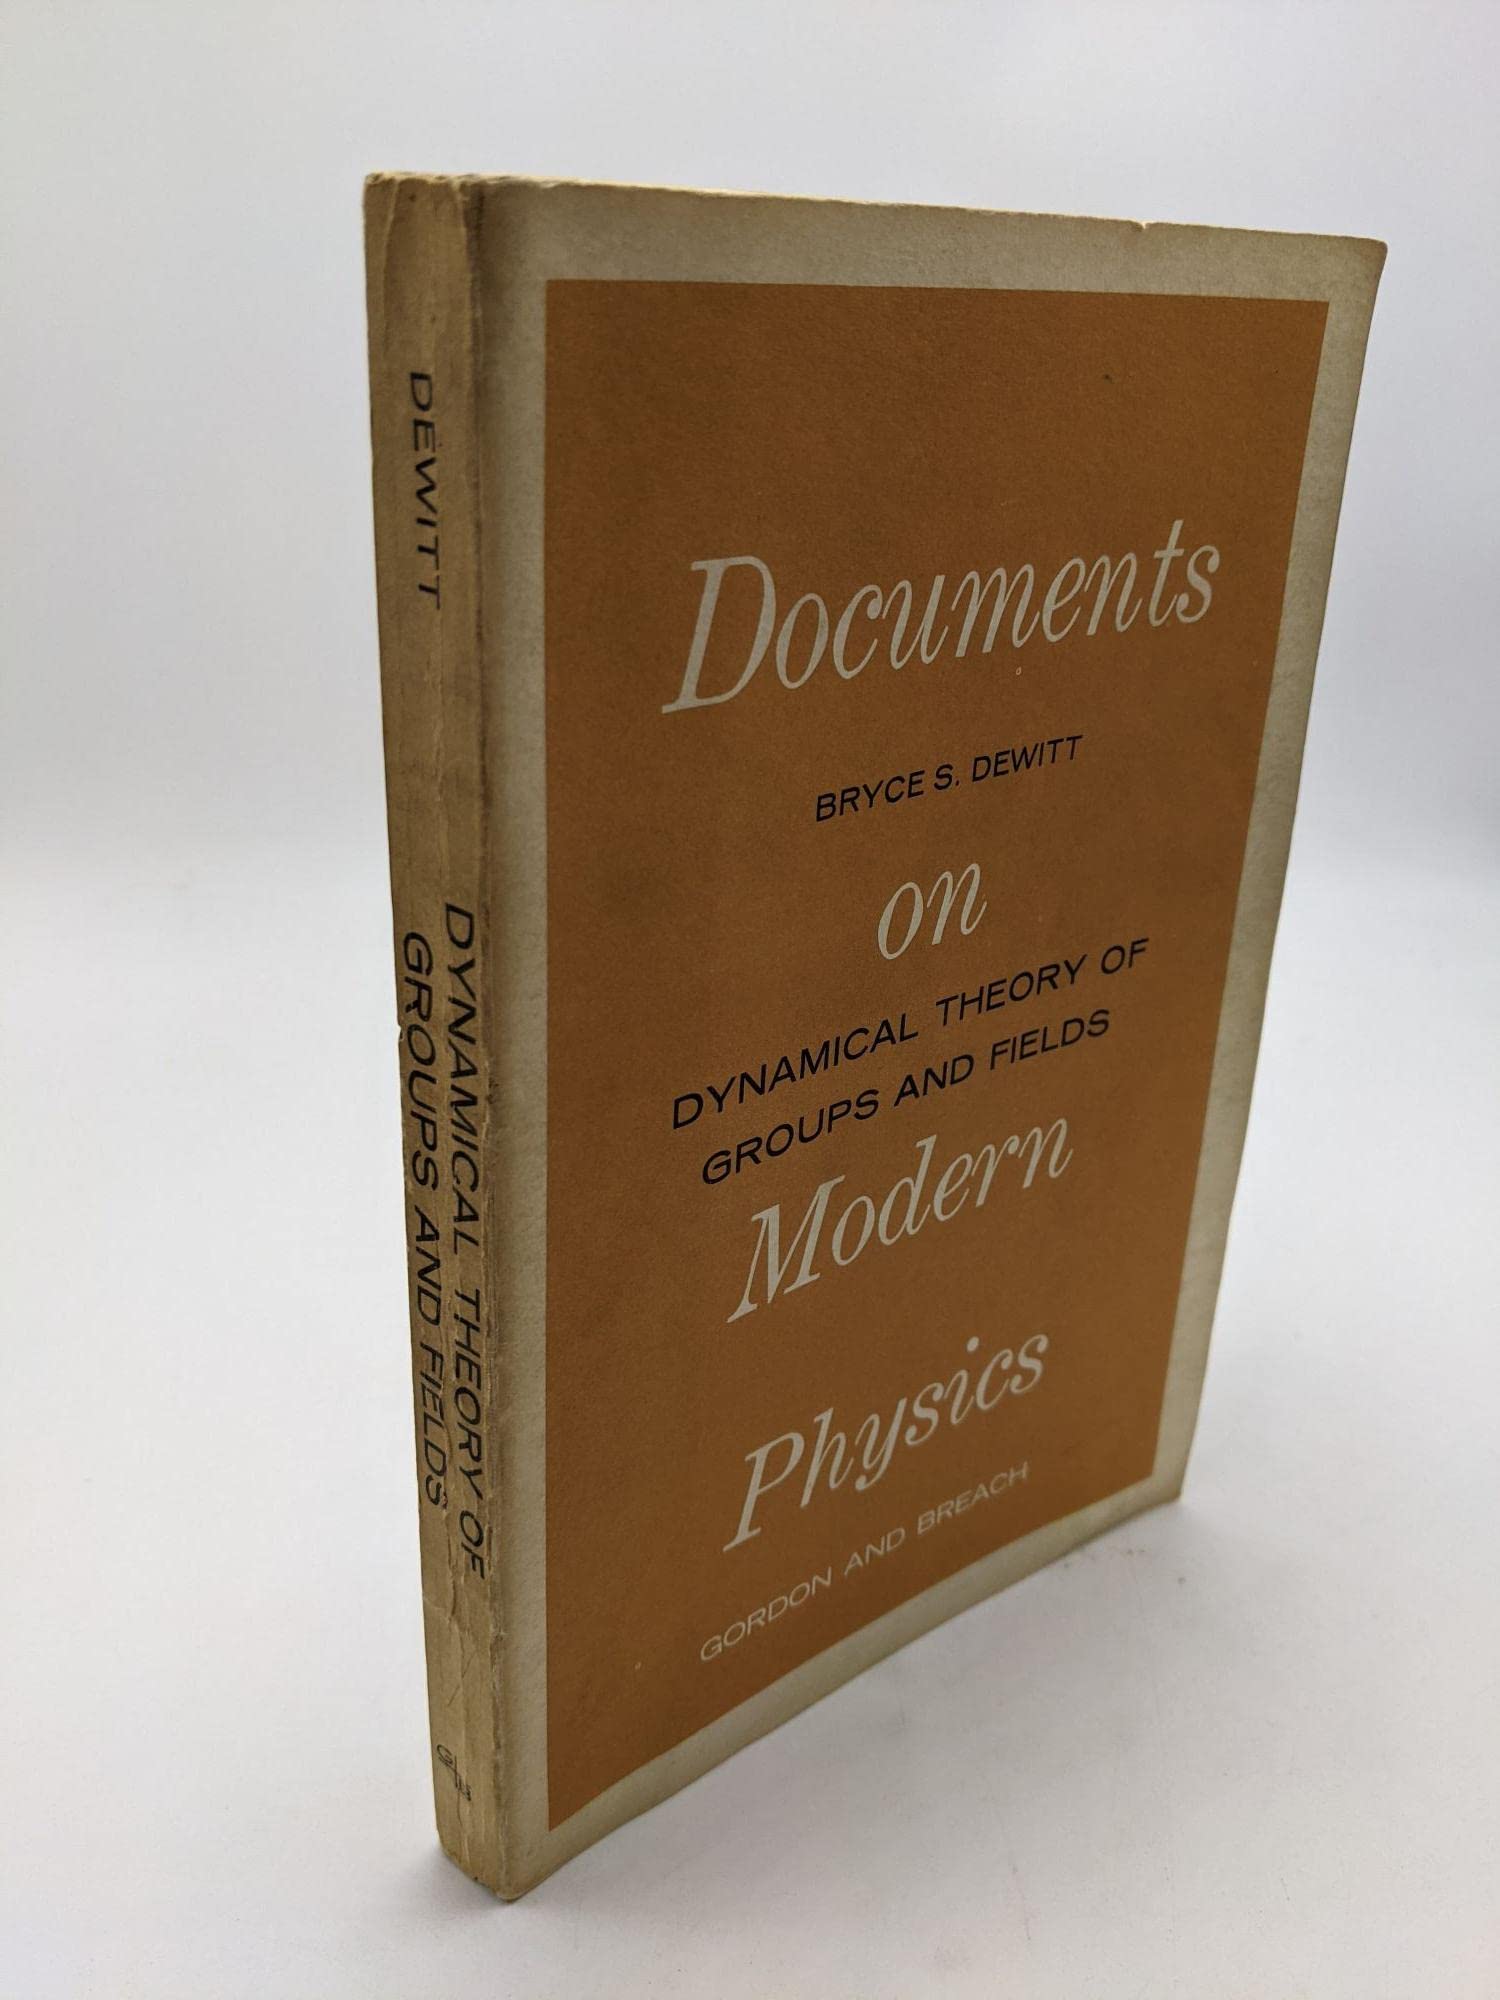 DEWITT
DYNAMICAL THEORY OF
GROUPS AND FIELDS
Documents
BRYCE S. DEWITT
on
DYNAMICAL THEORY OF
GROUPS AND FIELDS
Modern
Physics
GORDON AND BREACH